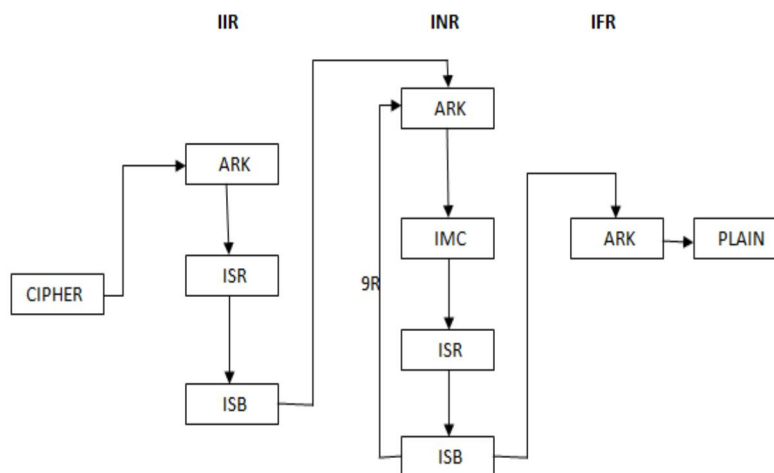 IIR
INR
IFR
CIPHER
ARK
ISR
ISB
ARK
IMC
ISR
ISB
9R
ARK
PLAIN